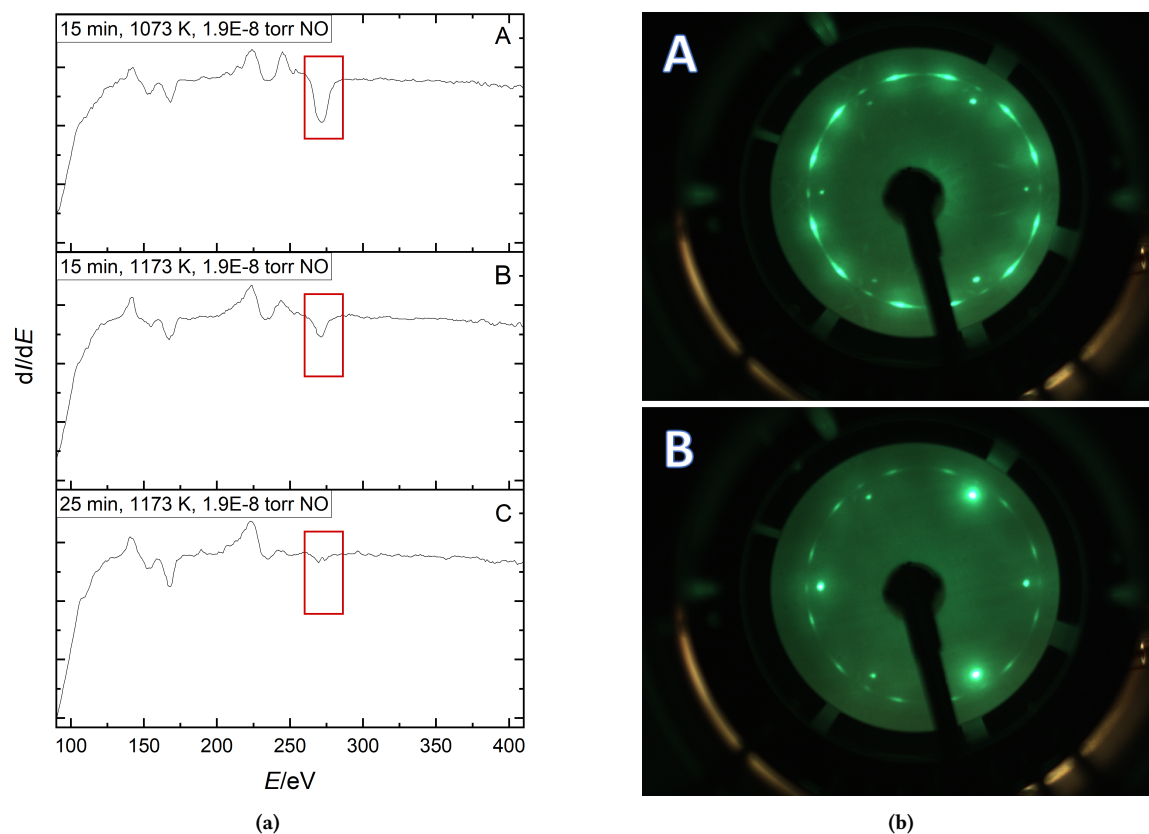 15 min, 1073 K, 1.9E-8 torr NO
A
15 min, 1173 K, 1.9E-8 torr NO
B
25 min, 1173 K, 1.9E-8 torr NO
C
dI/dE
100 150 200 250 300 350 400
E/eV
(a)
A
B
(b)